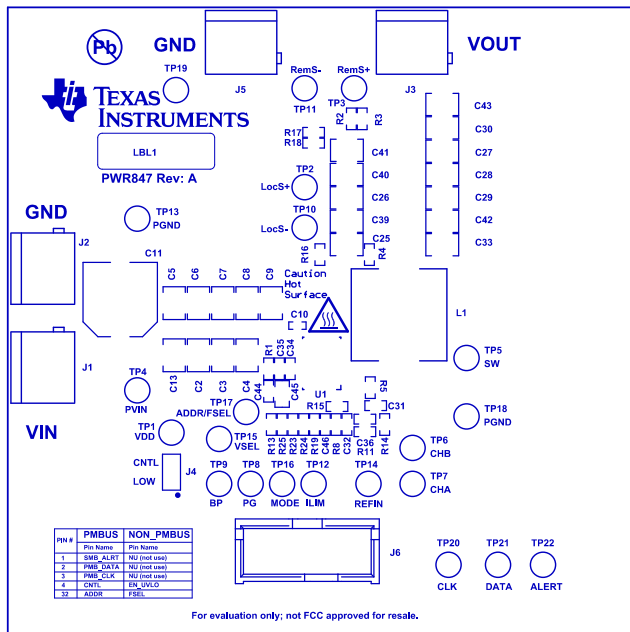 Pb
GND
VOUT
J5
J3
TP19
RemS-
RemS+
TP11
TP3
TEXAS
INSTRUMENTS
LBL1
PWR847 Rev: A
R17
R18
R2
R3
C43
C30
C41
C27
C40
C28
C26
C29
C39
C42
C25
C33
TP2
LocS+
TP10
LocS-
R16
R4
GND
TP13
PGND
J2
C11
C5
C6
C7
C8
C9
Caution
Hot
Surface
C10
L1
J1
VIN
TP4
PVIN
C13
C2
C3
C4
R1
C35
C34
C44
C45
U1
R15
R5
C31
TP5
SW
TP18
PGND
TP17
ADDR/FSEL
TP1
VDD
TP15
VSEL
R13
R25
R23
R24
R19
C46
R8
C32
C36
R11
R14
TP6
CHB
TP7
CHA
CNTL
LOW
J4
TP9
TP8
TP16
TP12
TP14
BP
PG
MODE
ILIM
REFIN
PIN # PMBUS NON_PMBUS
Pin Name Pin Name
1 SMB_ALRT NU (not use)
2 PMB_DATA NU (not use)
3 PMB_CLK NU (not use)
4 CNTL EN_UVLO
32 ADDR FSEL
J6
TP20
TP21
TP22
CLK
DATA
ALERT
For evaluation only; not FCC approved for resale.